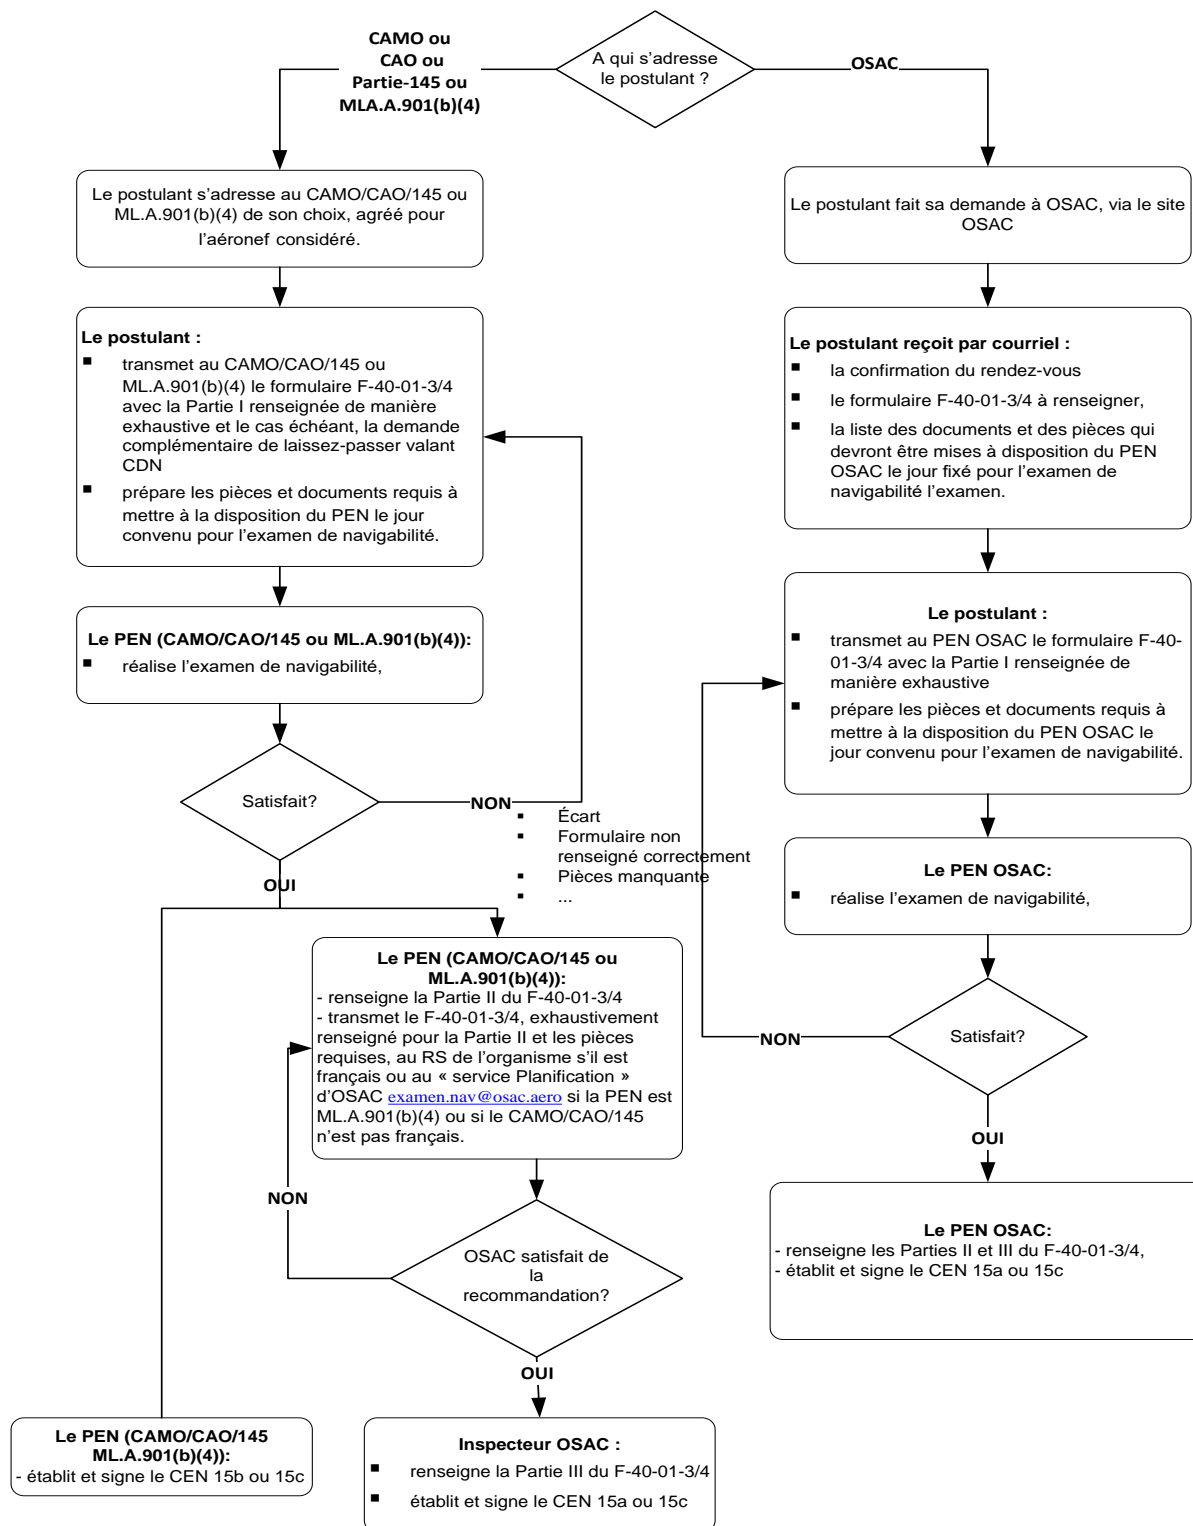 A qui s’adresse
le postulant ?
CAMO ou
CAO ou
Partie-145 ou
MLA.A.901(b)(4)
OSAC
Le postulant s’adresse au CAMO/CAO/145 ou
ML.A.901(b)(4) de son choix, agréé pour
l’aéronef considéré.
Le postulant :
▪ transmet au CAMO/CAO/145 ou
ML.A.901(b)(4) le formulaire F-40-01-3/4
avec la Partie I renseignée de manière
exhaustive et le cas échéant, la demande
complémentaire de laissez-passer valant
CDN
▪ prépare les pièces et documents requis à
mettre à la disposition du PEN le jour
convenu pour l’examen de navigabilité.
Le PEN (CAMO/CAO/145 ou ML.A.901(b)(4)):
▪ réalise l’examen de navigabilité,
Satisfait?
NON
▪ Écart
▪ Formulaire non
renseigné correctement
▪ Pièces manquante
▪ ...
OUI
Le PEN (CAMO/CAO/145 ou
ML.A.901(b)(4)):
- renseigne la Partie II du F-40-01-3/4
- transmet le F-40-01-3/4, exhaustivement
renseigné pour la Partie II et les pièces
requises, au RS de l’organisme s’il est
français ou au « service Planification »
d’OSAC examen.nav@osac.aero si la PEN est
ML.A.901(b)(4) ou si le CAMO/CAO/145
n’est pas français.
NON
OSAC satisfait de
la
recommandation?
OUI
Le PEN (CAMO/CAO/145
ML.A.901(b)(4)):
- établit et signe le CEN 15b ou 15c
Inspecteur OSAC :
▪ renseigne la Partie III du F-40-01-3/4
▪ établit et signe le CEN 15a ou 15c
Le postulant fait sa demande à OSAC, via le site
OSAC
Le postulant reçoit par courriel :
▪ la confirmation du rendez-vous
▪ le formulaire F-40-01-3/4 à renseigner,
▪ la liste des documents et des pièces qui
devront être mises à disposition du PEN
OSAC le jour fixé pour l’examen de
navigabilité l’examen.
Le postulant :
▪ transmet au PEN OSAC le formulaire F-40-
01-3/4 avec la Partie I renseignée de
manière exhaustive
▪ prépare les pièces et documents requis à
mettre à la disposition du PEN OSAC le
jour convenu pour l’examen de navigabilité.
Le PEN OSAC:
▪ réalise l’examen de navigabilité,
Satisfait?
NON
OUI
Le PEN OSAC:
- renseigne les Parties II et III du F-40-01-3/4,
- établit et signe le CEN 15a ou 15c